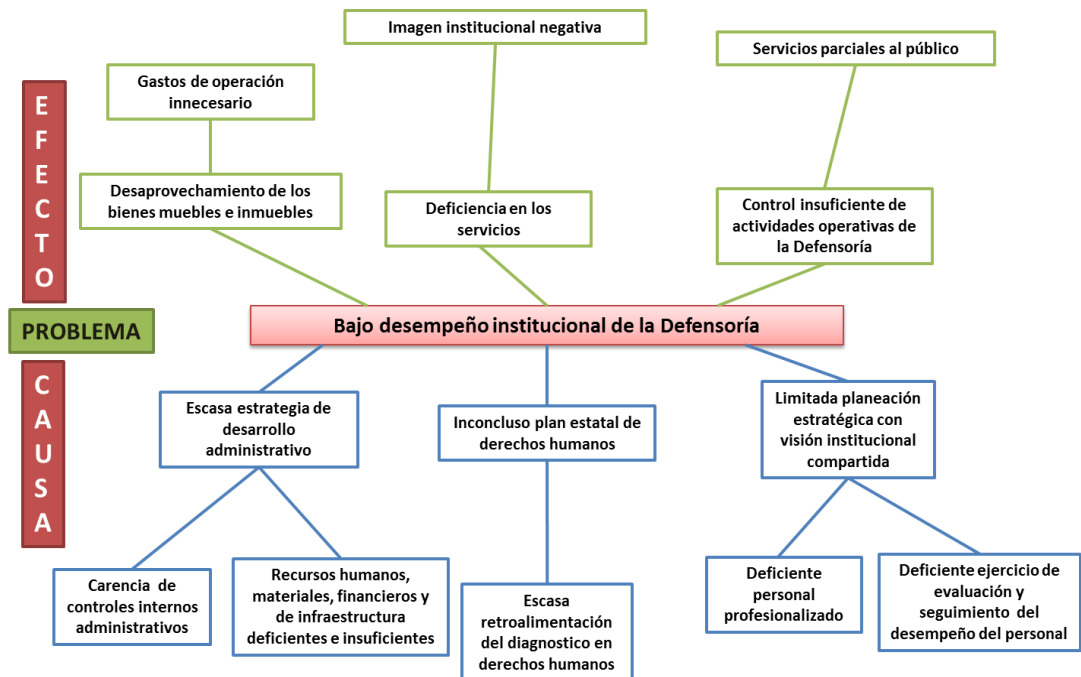 Imagen institucional negativa
Servicios parciales al público
Gastos de operación
innecesario
EFECTO
Desaprovechamiento de los
bienes muebles e inmuebles
Deficiencia en los
servicios
Control insuficiente de
actividades operativas de
la Defensoría
PROBLEMA
Bajo desempeño institucional de la Defensoría
CAUSA
Escasa estrategia de
desarrollo
administrativo
Inconcluso plan estatal de
derechos humanos
Limitada planeación
estratégica con
visión institucional
compartida
Carencia de
controles internos
administrativos
Recursos humanos,
materiales, financieros y
de infraestructura
deficientes e insuficientes
Escasa
retroalimentación
del diagnostico en
derechos humanos
Deficiente
personal
profesionalizado
Deficiente ejercicio de
evaluación y
seguimiento del
desempeño del personal